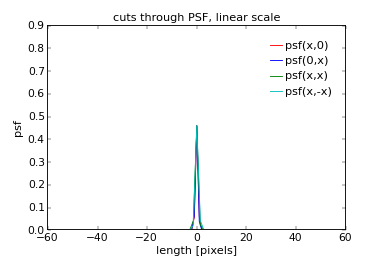 cuts through PSF, linear scale
0.9
0.8
0.7
0.6
0.5
0.4
0.3
0.2
0.1
0.0
psf
psf(x,0)
psf(0,x)
psf(x,x)
psf(x,-x)
−60 −40 −20 0 20 40 60
length [pixels]